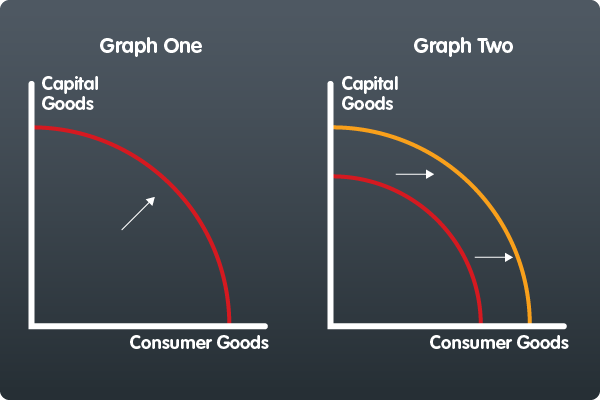 Graph One
Capital
Goods
Consumer Goods
Graph Two
Capital
Goods
Consumer Goods